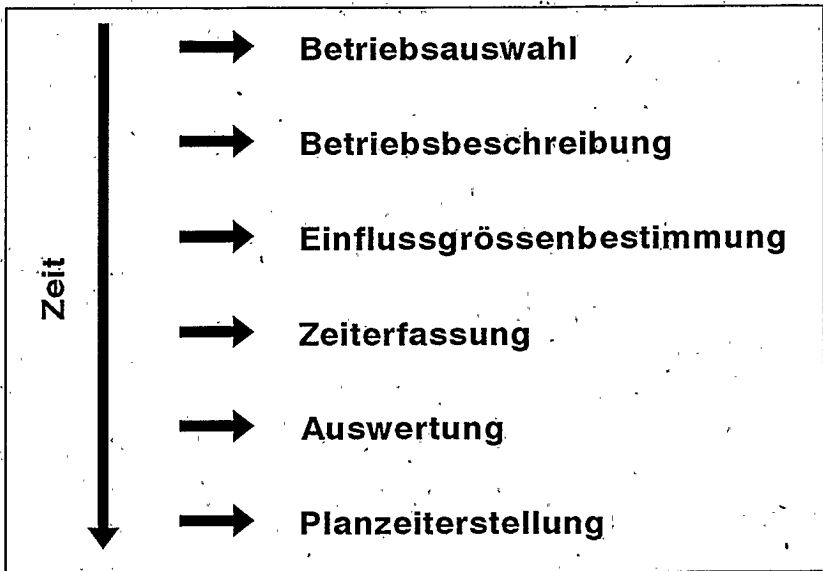 Betriebsauswahl
Betriebsbeschreibung
Einflussgrössenbestimmung
Zeit
Zeiterfassung
Auswertung
Planzeiterstellung